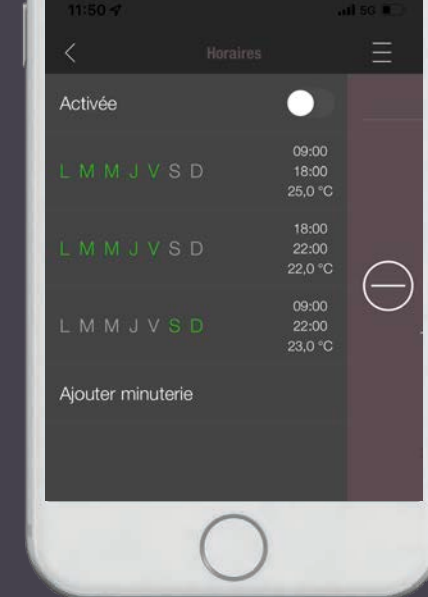 11:50 5G
Horaires
Activée
L M M J V S D
09:00
18:00
25,0 °C
L M M J V S D
18:00
22:00
22,0 °C
L M M J V S D
09:00
22:00
23,0 °C
Ajouter minuterie